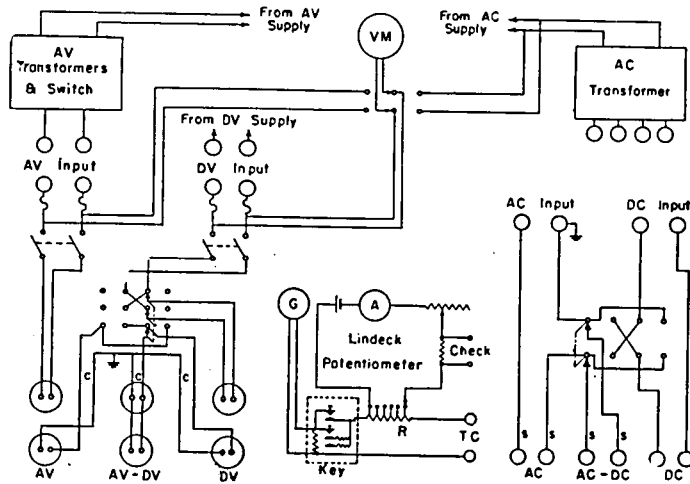 From AV
Supply
VM
From AC
Supply
AV
Transformers
& Switch
AC
Transformer
From DV Supply
AV Input
DV Input
AC Input
DC Input
G
A
Lindeck
Potentiometer
Check
R
TC
Key
C
C
C
S
S
S
S
AV
AV-DV
DV
AC
AC-DC
DC